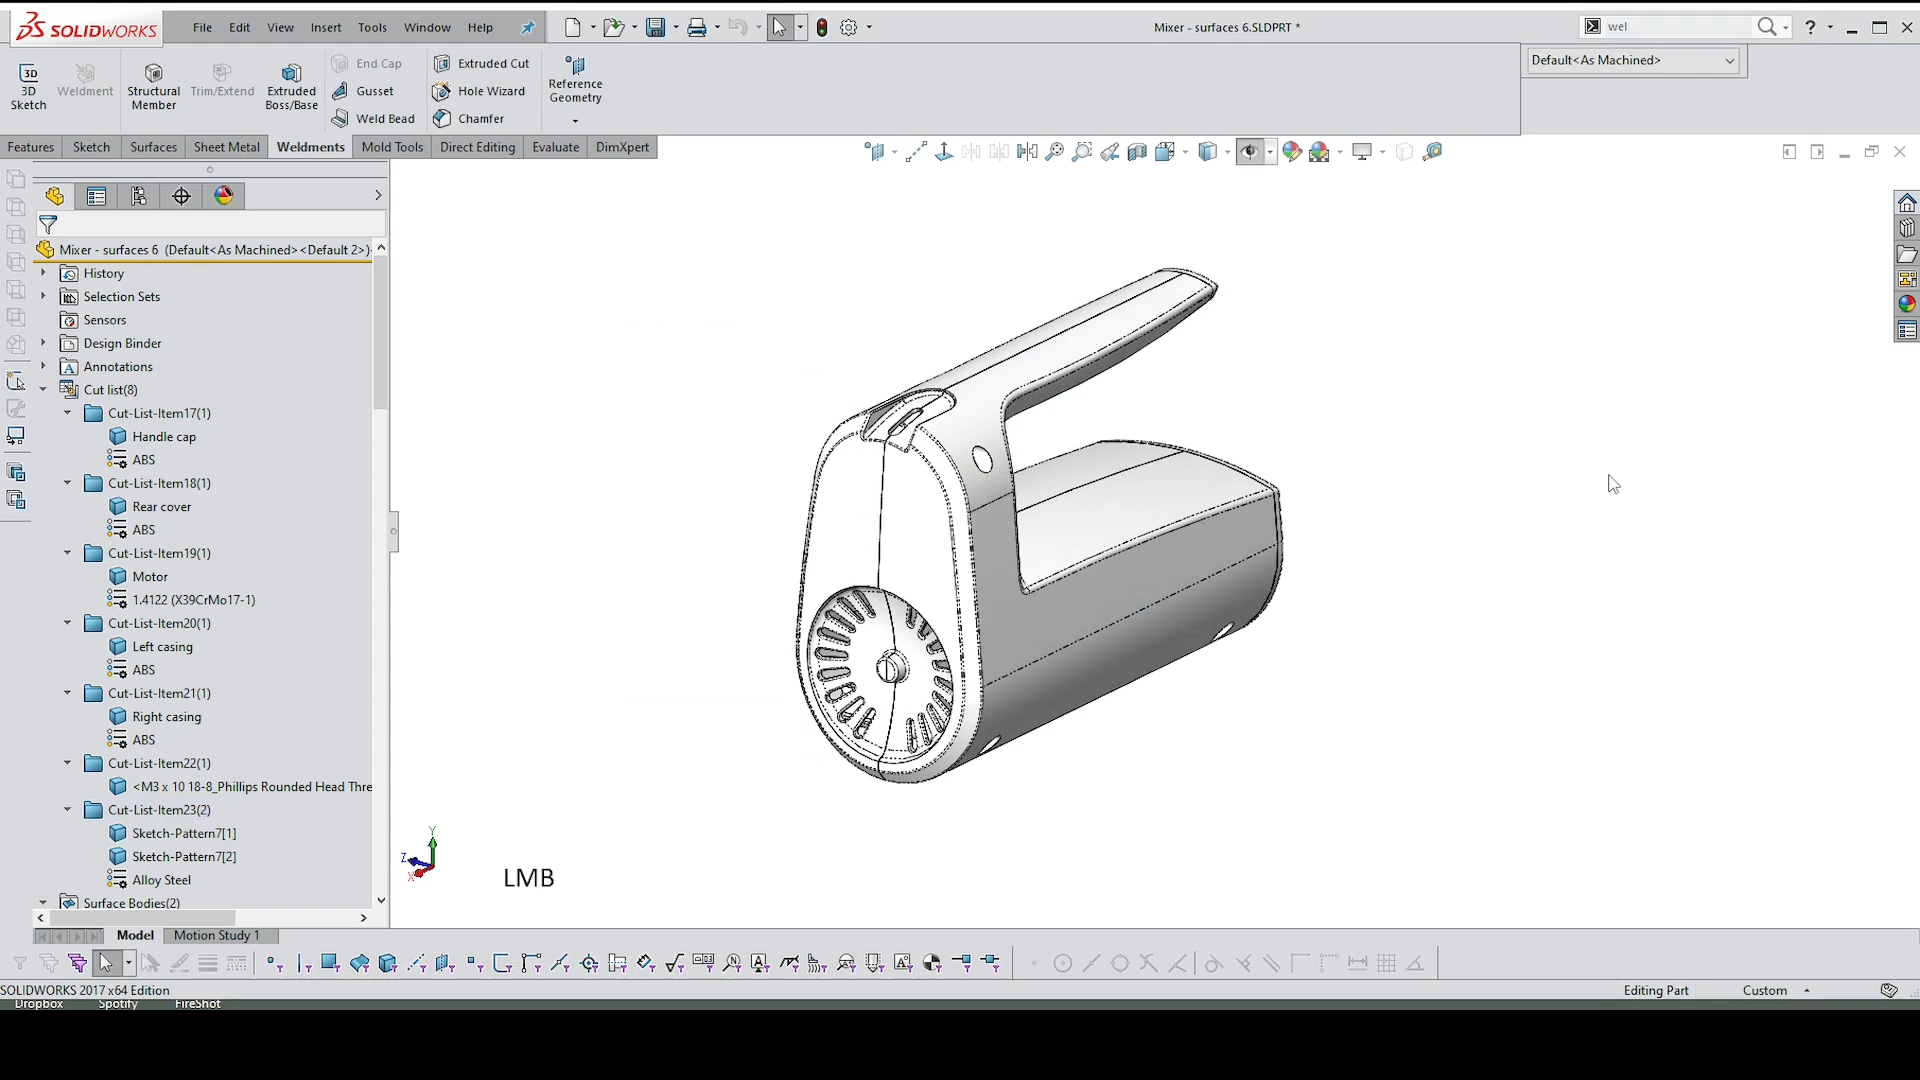 SOLIDWORKS File Edit View Insert Tools Window Help Mixer - surfaces 6.SLDPRT * wel ?
3D Sketch Weldment Structural Member Trim/Extend Extruded Boss/Base End Cap Gusset Weld Bead Extruded Cut Hole Wizard Chamfer Reference Geometry Default<As Machined>
Features Sketch Surfaces Sheet Metal Weldments Mold Tools Direct Editing Evaluate DimXpert
Mixer - surfaces 6 (Default<As Machined><Default 2>)
History
Selection Sets
Sensors
Design Binder
A Annotations
Cut list(8)
Cut-List-Item17(1)
Handle cap
ABS
Cut-List-Item18(1)
Rear cover
ABS
Cut-List-Item19(1)
Motor
1.4122 (X39CrMo17-1)
Cut-List-Item20(1)
Left casing
ABS
Cut-List-Item21(1)
Right casing
ABS
Cut-List-Item22(1)
<M3 x 10 18-8_Phillips Rounded Head Thre
Cut-List-Item23(2)
Sketch-Pattern7[1]
Sketch-Pattern7[2]
Alloy Steel
Surface Bodies(2)
Y
Z
X
LMB
Model Motion Study 1
SOLIDWORKS 2017 x64 Edition Editing Part Custom
Dropbox Spotify FireShot